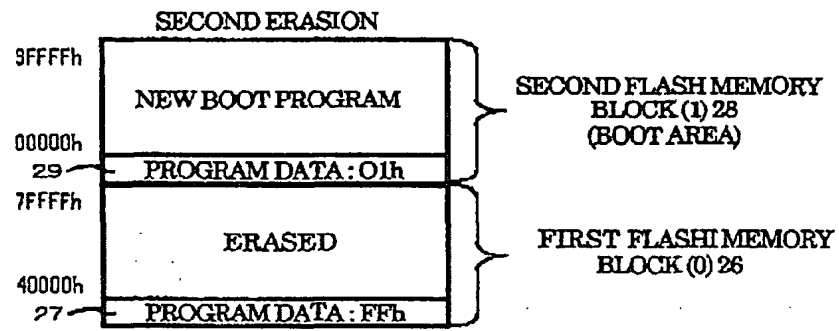 SECOND ERASION
9FFFFh
NEW BOOT PROGRAM
SECOND FLASH MEMORY
BLOCK (1) 28
(BOOT AREA)
00000h
29
PROGRAM DATA : 01h
7FFFFh
ERASED
FIRST FLASHI MEMORY
BLOCK (0) 26
40000h
27
PROGRAM DATA : FFh